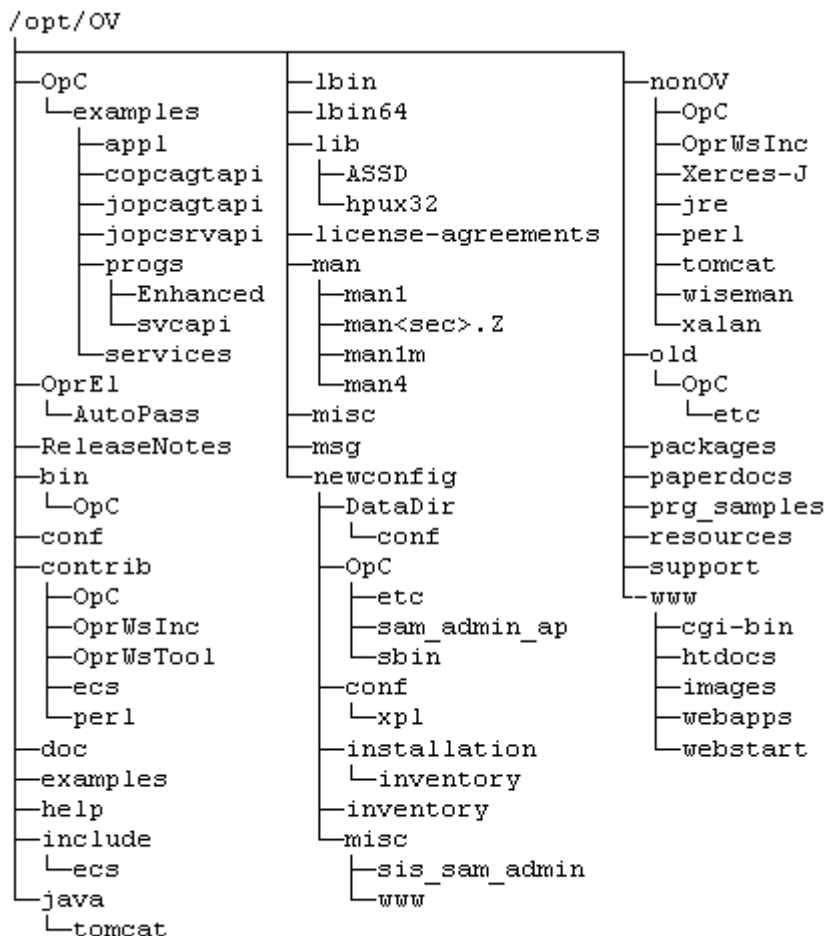 /opt/OV
OpC
examples
appl
copcagtapi
jopcagtapi
jopcsrvapi
progs
Enhanced
svcapi
services
OprEl
AutoPass
ReleaseNotes
bin
OpC
conf
contrib
OpC
OprWsInc
OprWsTool
ecs
perl
doc
examples
help
include
ecs
java
tomcat
lbin
lbin64
lib
ASSD
hpux32
license-agreements
man
man1
man<sec>.Z
man1m
man4
misc
msg
newconfig
DataDir
conf
OpC
etc
sam_admin_ap
sbin
conf
xpl
installation
inventory
inventory
misc
sis_sam_admin
www
nonOV
OpC
OprWsInc
Xerces-J
jre
perl
tomcat
wiseman
xalan
old
OpC
etc
packages
paperdocs
prg_samples
resources
support
www
cgi-bin
htdocs
images
webapps
webstart